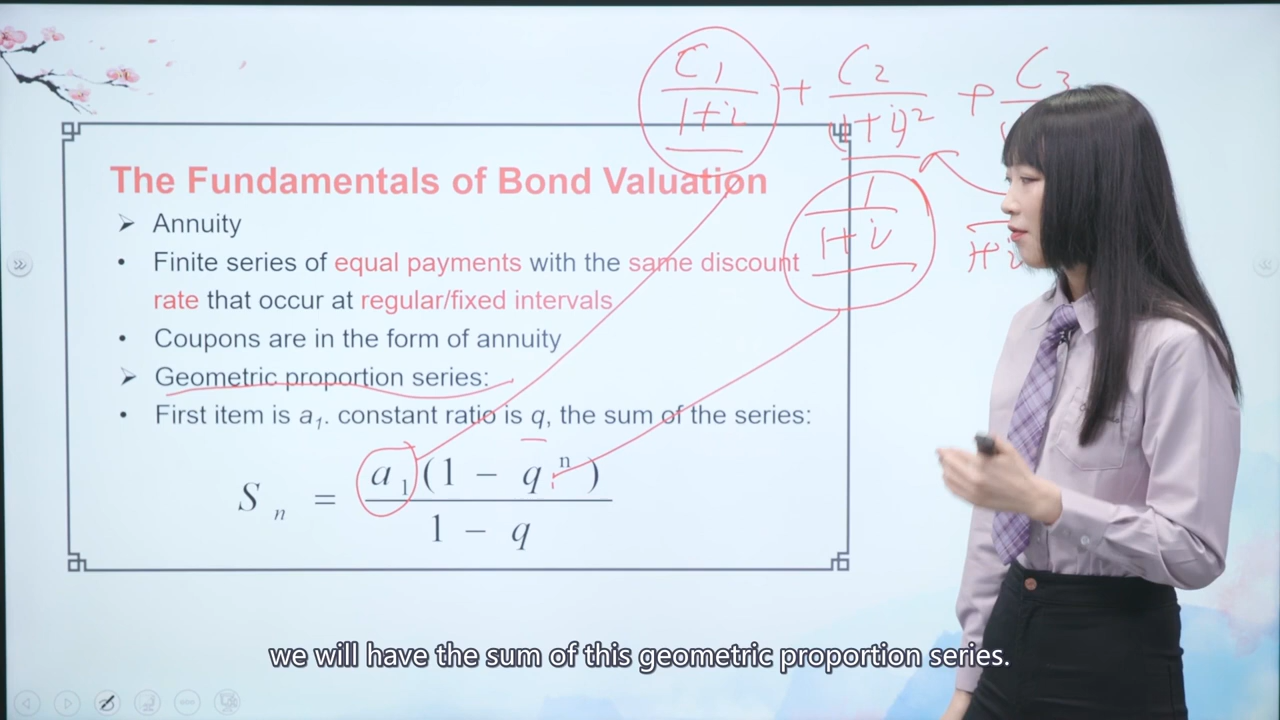 C1/1+i + C2/(1+i)2 + C3
1/1+i
1+i
The Fundamentals of Bond Valuation
➢ Annuity
• Finite series of equal payments with the same discount
rate that occur at regular/fixed intervals
• Coupons are in the form of annuity
➢ Geometric proportion series:
• First item is a1. constant ratio is q, the sum of the series:
Sn = a1(1 − qn) / 1 − q
we will have the sum of this geometric proportion series.